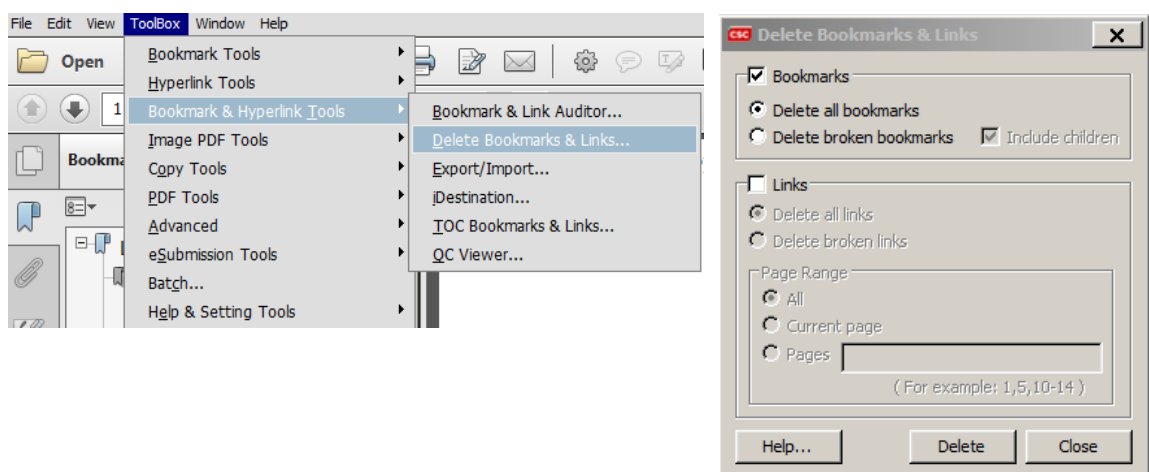 File Edit View ToolBox Window Help
Open
1
Bookma
Bookmark Tools
Hyperlink Tools
Bookmark & Hyperlink Tools
Image PDF Tools
Copy Tools
PDF Tools
Advanced
eSubmission Tools
Batch...
Help & Setting Tools
Bookmark & Link Auditor...
Delete Bookmarks & Links...
Export/Import...
iDestination...
TOC Bookmarks & Links...
QC Viewer...
CSC Delete Bookmarks & Links
Bookmarks
Delete all bookmarks
Delete broken bookmarks Include children
Links
Delete all links
Delete broken links
Page Range
All
Current page
Pages
( For example: 1,5,10-14 )
Help... Delete Close